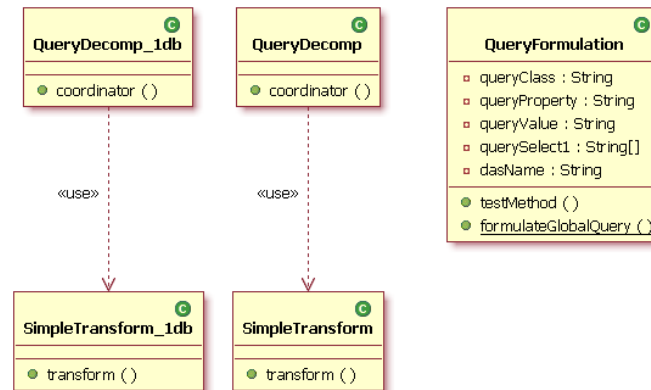 C
QueryDecomp_1db
coordinator ( )
C
QueryDecomp
coordinator ( )
C
QueryFormulation
queryClass : String
queryProperty : String
queryValue : String
querySelect1 : String[]
dasName : String
testMethod ( )
formulateGlobalQuery ( )
«use»
«use»
C
SimpleTransform_1db
transform ( )
C
SimpleTransform
transform ( )